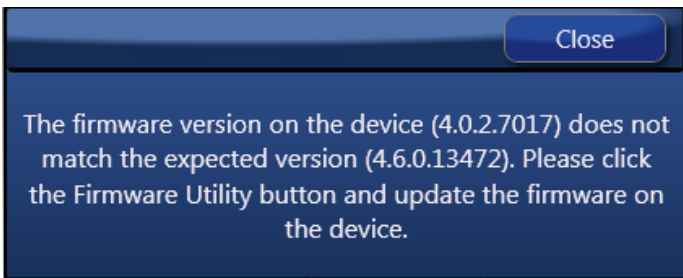 Close
The firmware version on the device (4.0.2.7017) does not
match the expected version (4.6.0.13472). Please click
the Firmware Utility button and update the firmware on
the device.